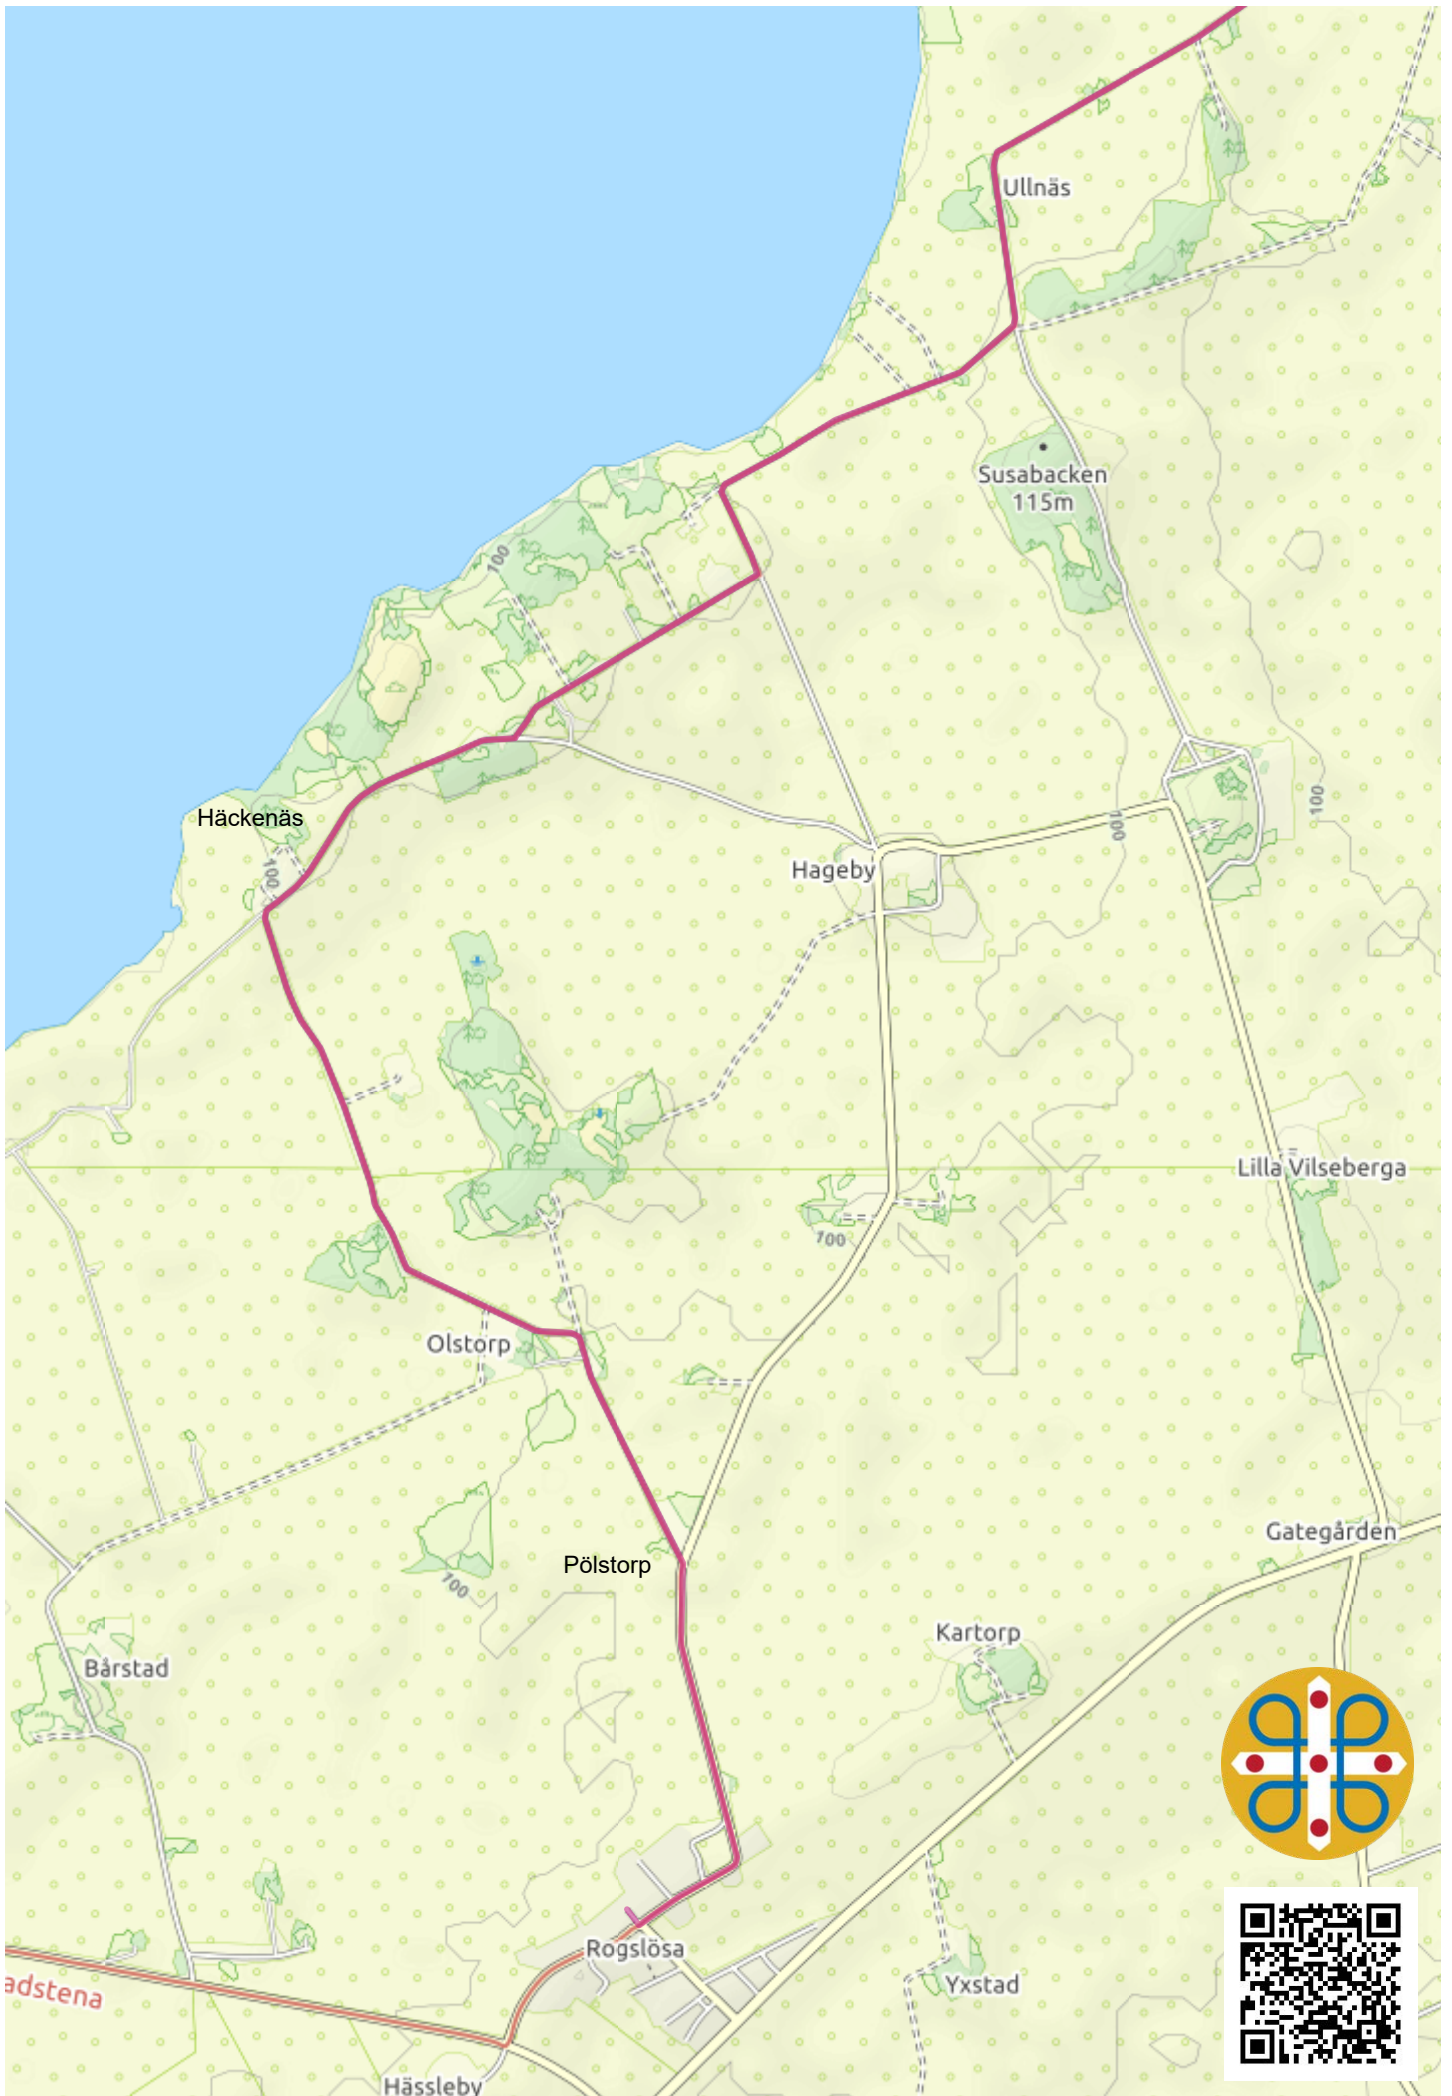 Ullnäs
Susabacken
115m
100
Häckenäs
100
100
100
Hageby
Lilla Vilseberga
100
Olstorp
Gategården
Pölstorp
100
Kartorp
Bårstad
Rogslösa
Yxstad
adstena
Hässleby